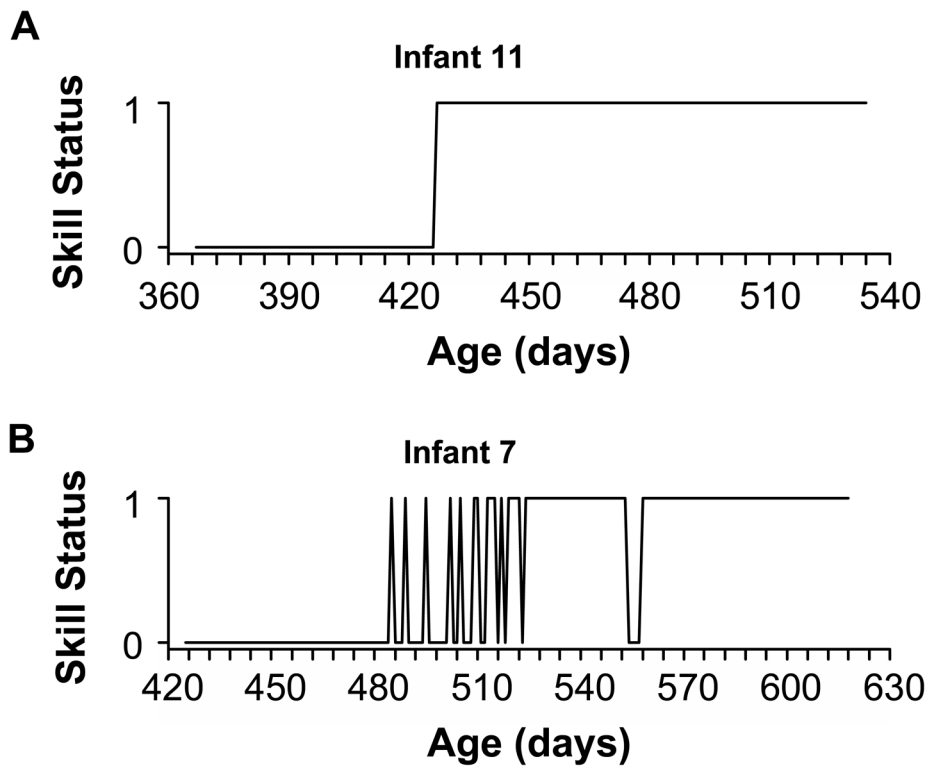 A
Infant 11
Skill Status
1
0
360 390 420 450 480 510 540
Age (days)
B
Infant 7
Skill Status
1
0
420 450 480 510 540 570 600 630
Age (days)